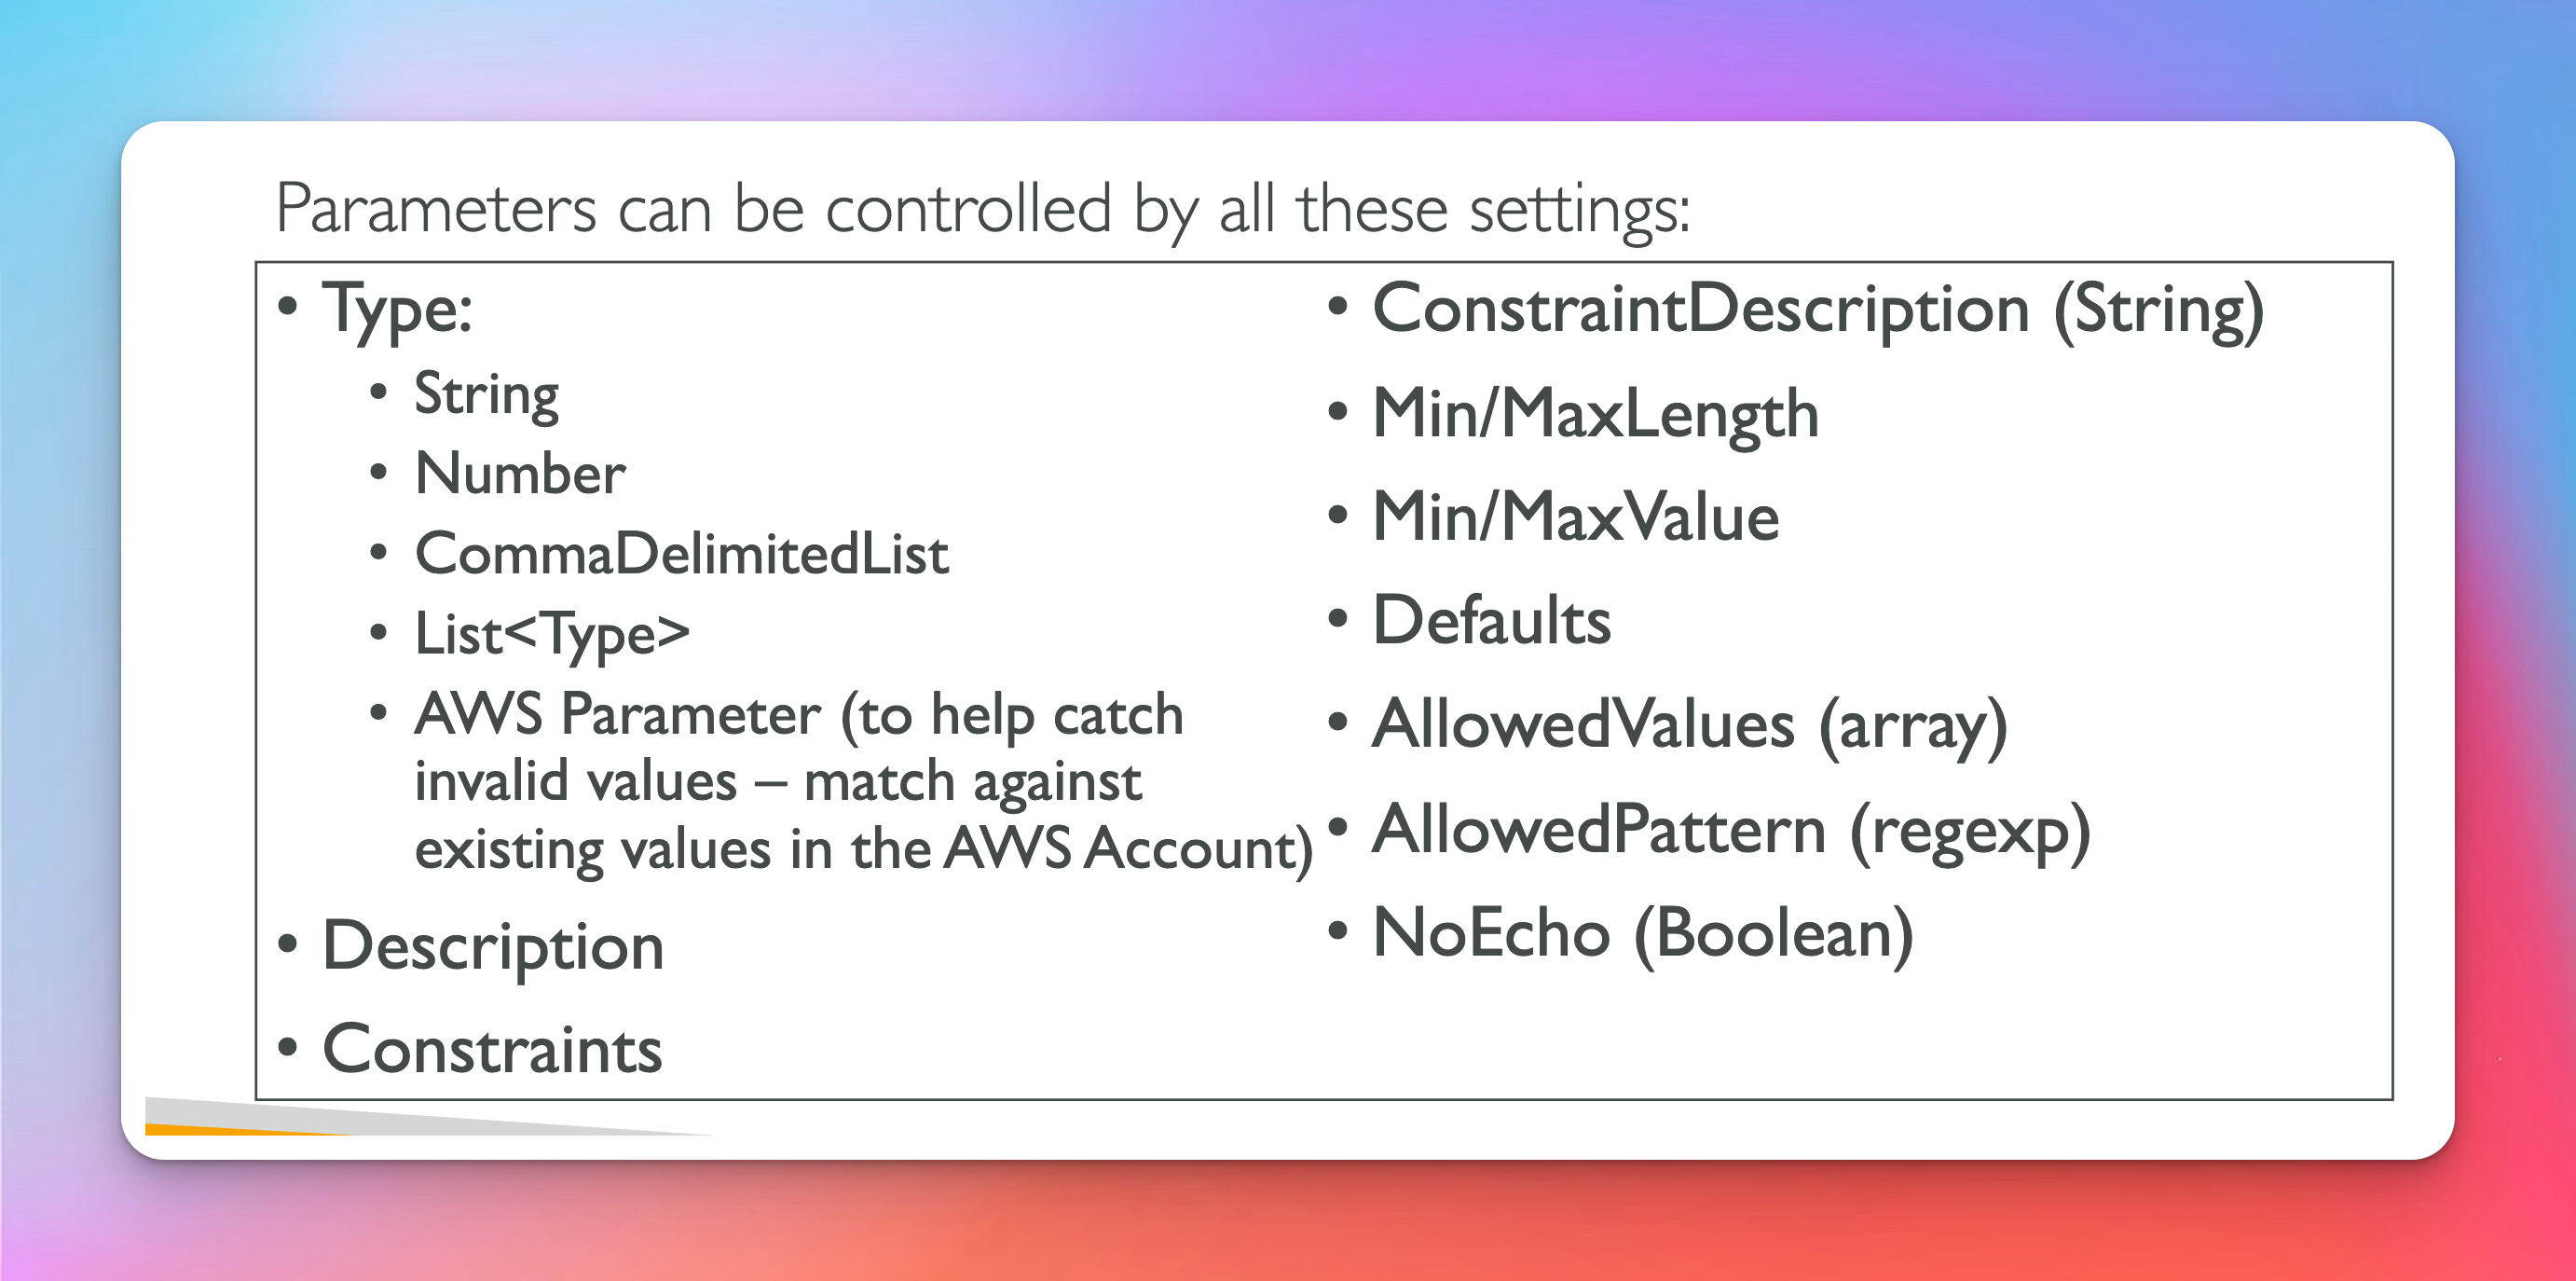 Parameters can be controlled by all these settings:
• Type:
• String
• Number
• CommaDelimitedList
• List<Type>
• AWS Parameter (to help catch
invalid values – match against
existing values in the AWS Account)
• Description
• Constraints
• ConstraintDescription (String)
• Min/MaxLength
• Min/MaxValue
• Defaults
• AllowedValues (array)
• AllowedPattern (regexp)
• NoEcho (Boolean)